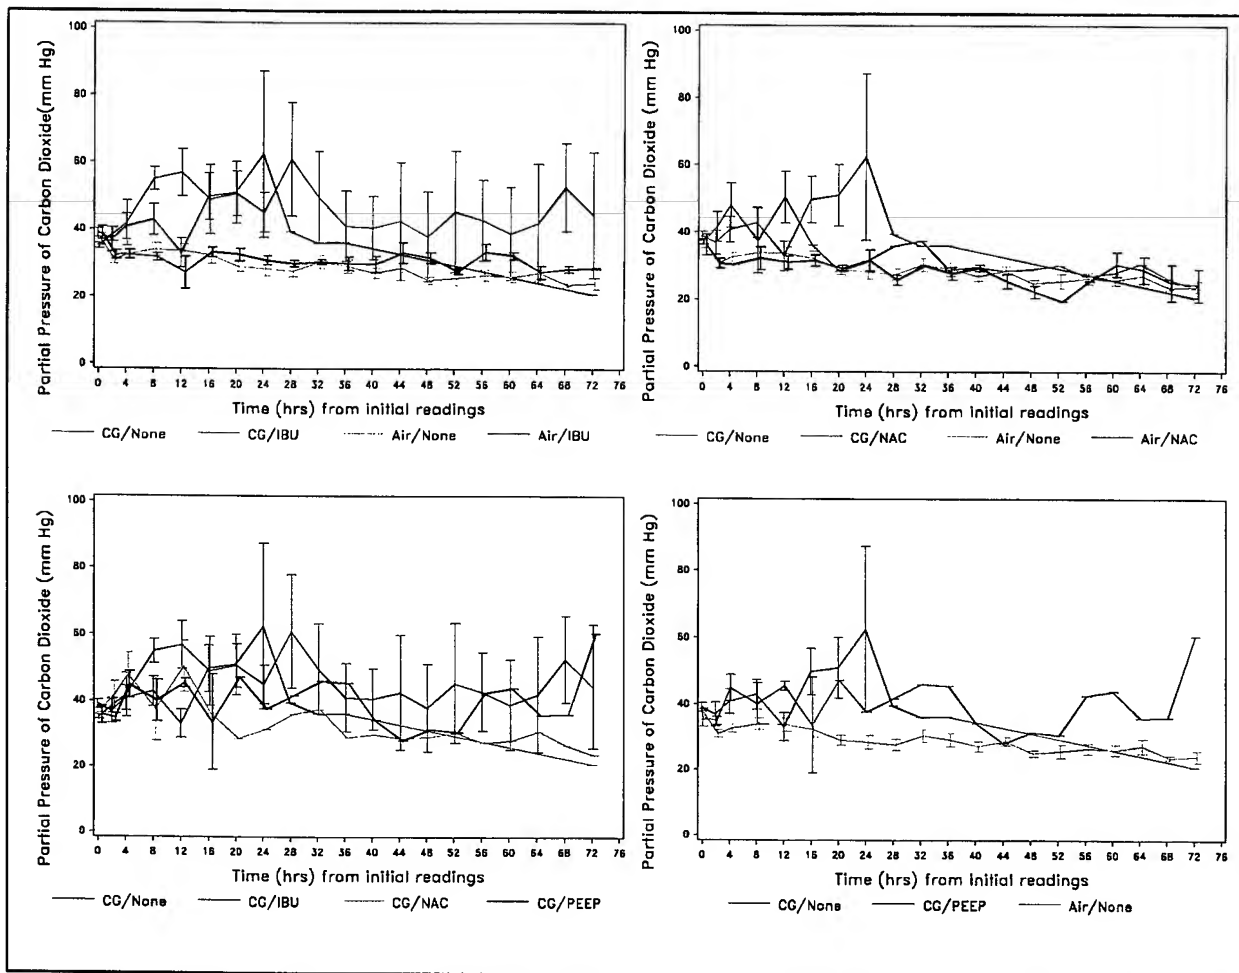 Partial Pressure of Carbon Dioxide(mm Hg)
100
80
60
40
20
0
0 4 8 12 16 20 24 28 32 36 40 44 48 52 56 60 64 68 72 76
Time (hrs) from initial readings
CG/None CG/IBU Air/None Air/IBU
Partial Pressure of Carbon Dioxide (mm Hg)
100
80
60
40
20
0
0 4 8 12 16 20 24 28 32 36 40 44 48 52 56 60 64 68 72 76
Time (hrs) from initial readings
CG/None CG/NAC Air/None Air/NAC
Partial Pressure of Carbon Dioxide (mm Hg)
100
80
60
40
20
0
0 4 8 12 16 20 24 28 32 36 40 44 48 52 56 60 64 68 72 76
Time (hrs) from initial readings
CG/None CG/IBU CG/NAC CG/PEEP
Partial Pressure of Carbon Dioxide (mm Hg)
100
80
60
40
20
0
0 4 8 12 16 20 24 28 32 36 40 44 48 52 56 60 64 68 72 76
Time (hrs) from initial readings
CG/None CG/PEEP Air/None